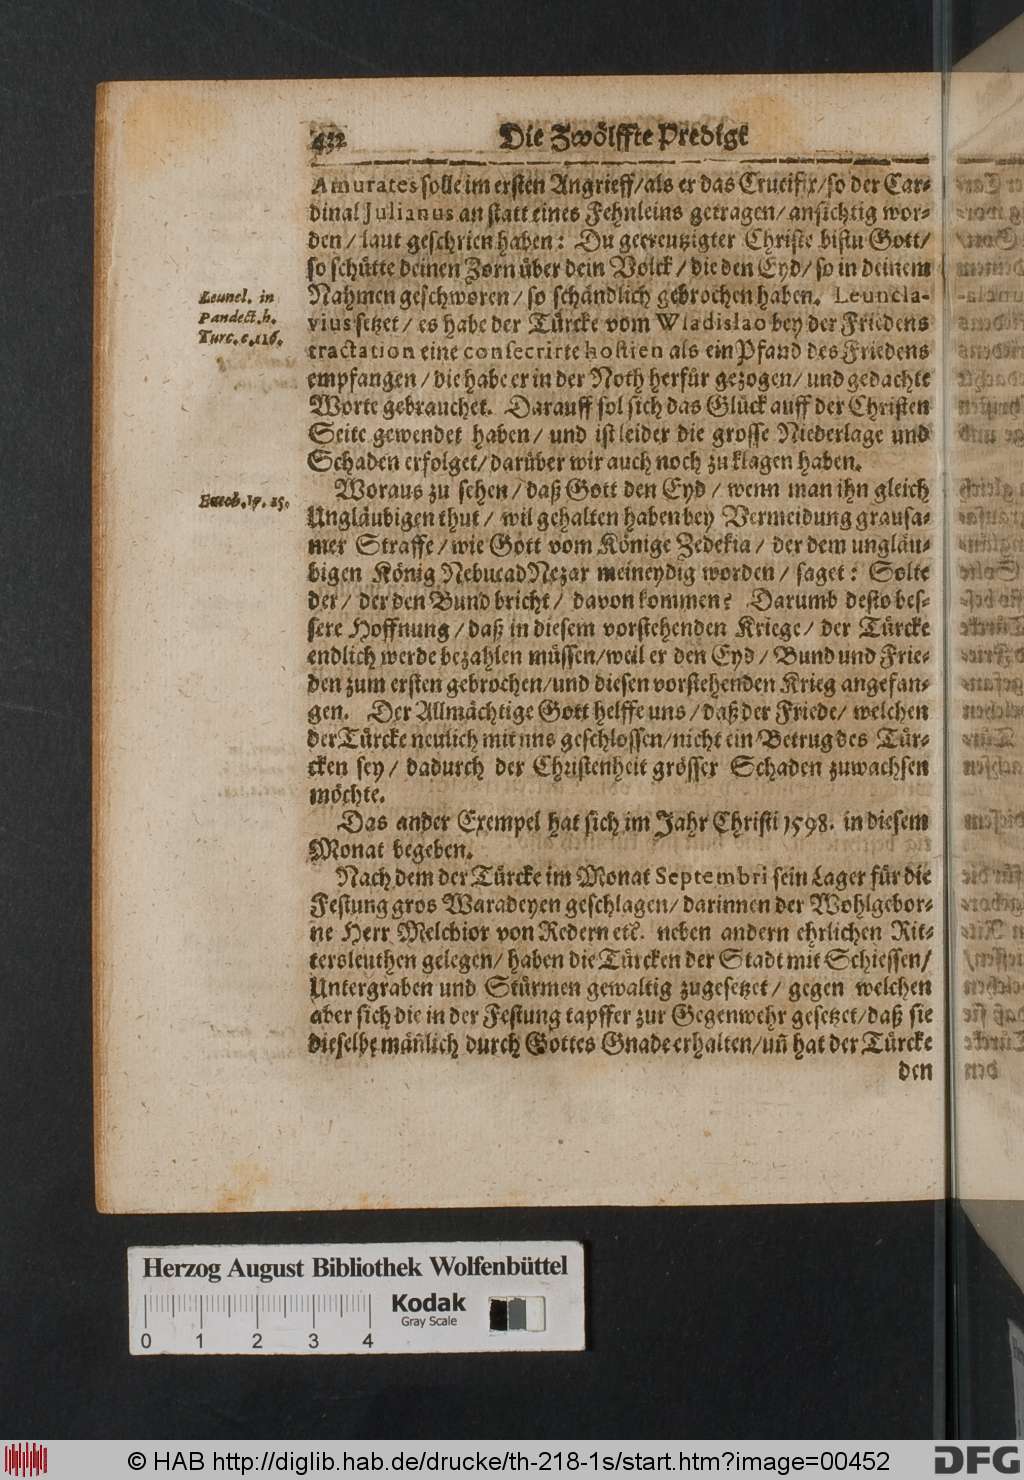 432 Die Zwölffte Predigt
Amurates solle im ersten Angrieff/als er das Crucifix/so der Car-
dinal Julianus an statt eines Fehnleins getragen/ansichtig wor-
den/laut geschrien haben: Du gecreutzigter Christe bistu Gott/
so schütte deinen Zorn über dein Volck/die den Eyd/so in deinem
Nahmen geschworen/so schändlich gebrochen haben. Leuncla-
vius setzet/es habe der Türcke vom Wladislao bey der Friedens
tractation eine consecrirte hostien als ein Pfand des Friedens
empfangen/die habe er in der Noth herfür gezogen/und gedachte
Worte gebrauchet. Darauff sol sich das Glück auff der Christen
Seite gewendet haben/und ist leider die grosse Niederlage und
Schaden erfolget/darüber wir auch noch zu klagen haben.
Leunel. in
Pandect. h.
Turc. c. 116.
Woraus zu sehen/daß Gott den Eyd/wenn man ihn gleich
Ungläubigen thut/wil gehalten haben bey Vermeidung grausa-
mer Straffe/wie Gott vom Könige Zedekia/der dem ungläu-
bigen König NebucadNezar meineydig worden/saget: Solte
der/der den Bund bricht/davon kommen? Darumb desto bes-
sere Hoffnung/daß in diesem vorstehenden Kriege/der Türcke
endlich werde bezahlen müssen/weil er den Eyd/Bund und Frie-
den zum ersten gebrochen/und diesen vorstehenden Krieg angefan-
gen. Der Allmächtige Gott helffe uns/daß der Friede/welchen
der Türcke neulich mit uns geschlossen/nicht ein Betrug des Tür-
cken sey/dadurch der Christenheit grösser Schaden zuwachsen
möchte.
Ezech. 17. 15.
Das ander Exempel hat sich im Jahr Christi 1598. in diesem
Monat begeben.
Nach dem der Türcke im Monat Septembri sein Lager für die
Festung gros Waradeyen geschlagen/darinnen der Wohlgebor-
ne Herr Melchior von Redern etc. neben andern ehrlichen Rit-
tersleuthen gelegen/haben die Türcken der Stadt mit Schiessen/
Untergraben und Stürmen gewaltig zugesetzet/gegen welchen
aber sich die in der Festung tapffer zur Gegenwehr gesetzet/daß sie
dieselbe mañlich durch Gottes Gnade erhalten/uñ hat der Türcke
den
Herzog August Bibliothek Wolfenbüttel
Kodak
Gray Scale
0 1 2 3 4
© HAB http://diglib.hab.de/drucke/th-218-1s/start.htm?image=00452
DFG